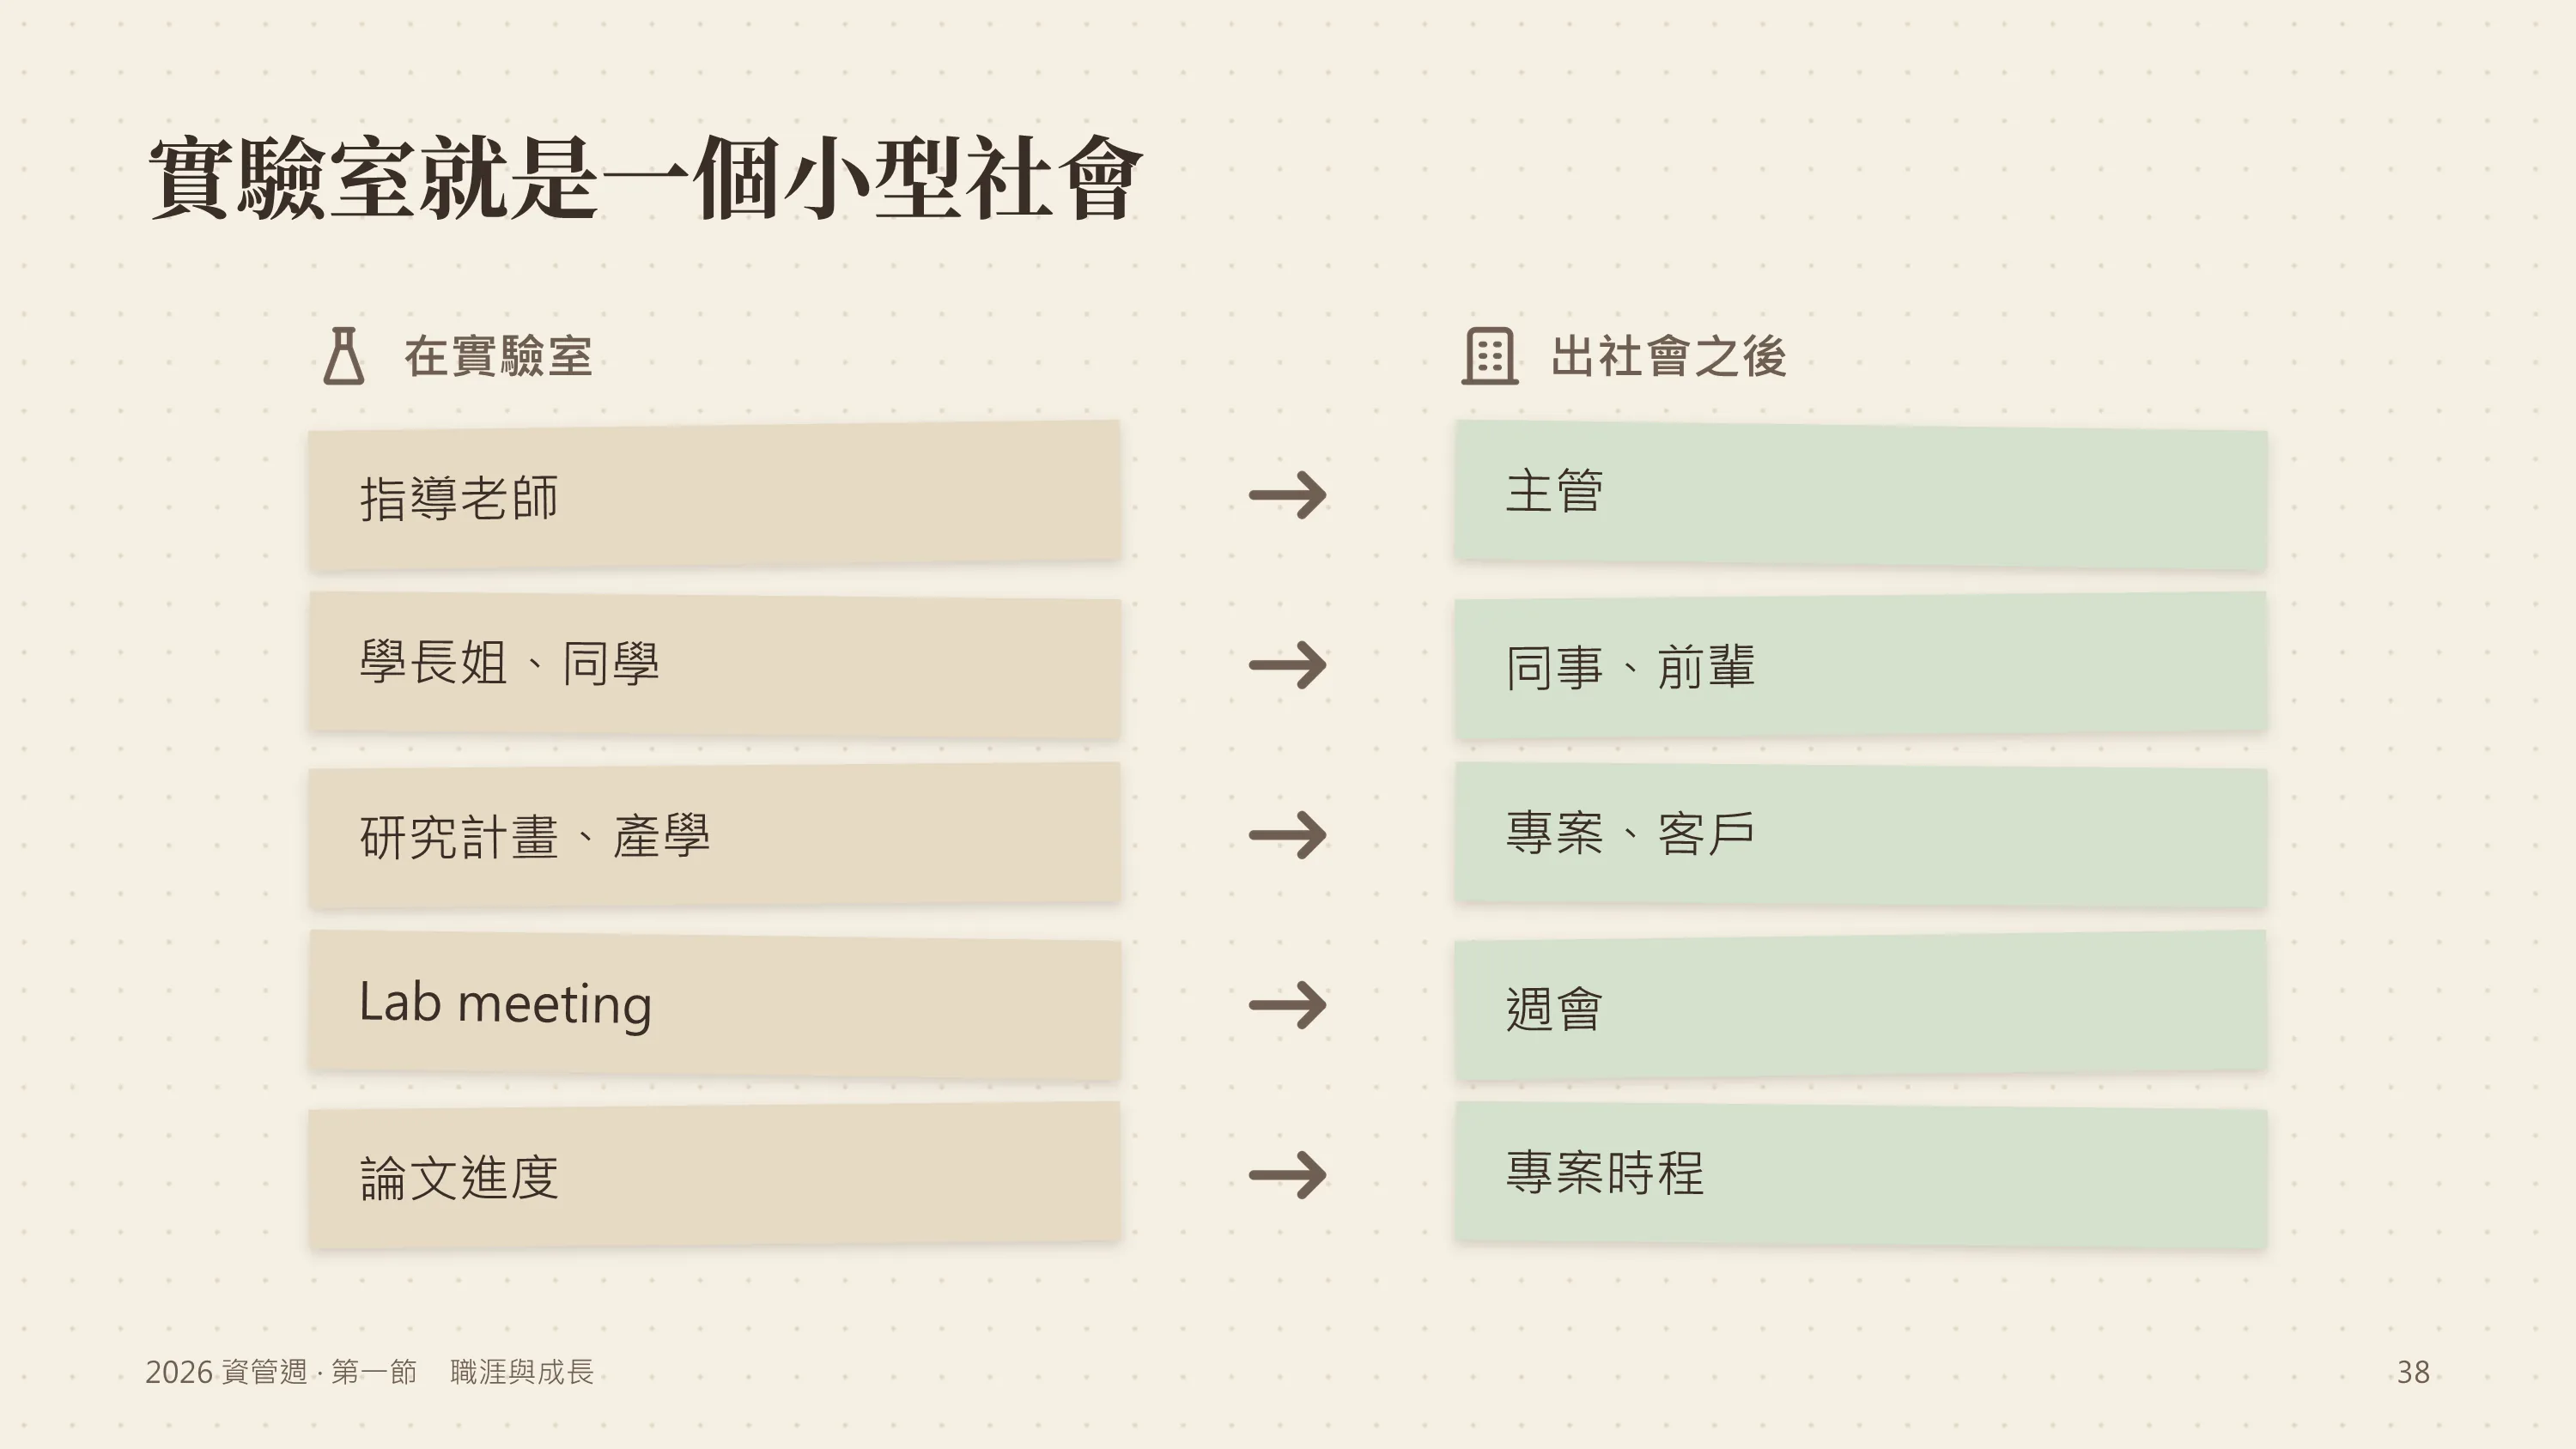 實驗室就是一個小型社會
在實驗室
出社會之後
指導老師
主管
學長姐、同學
同事、前輩
研究計畫、產學
專案、客戶
Lab meeting
週會
論文進度
專案時程
2026 資管週 · 第一節 職涯與成長
38